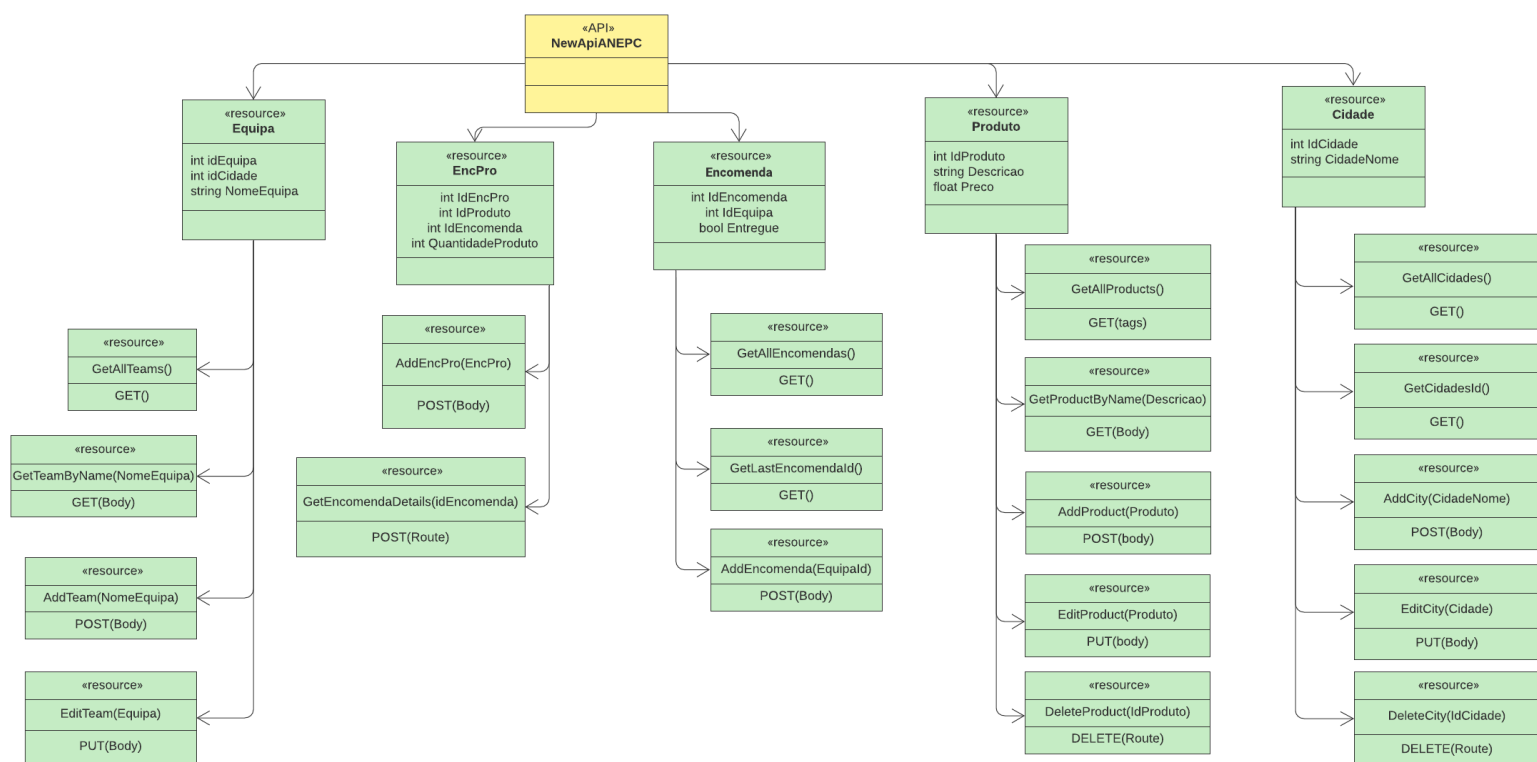 «API»
NewApiANEPC
«resource»
Equipa
int idEquipa
int idCidade
string NomeEquipa
«resource»
GetAllTeams()
GET()
«resource»
GetTeamByName(NomeEquipa)
GET(Body)
«resource»
AddTeam(NomeEquipa)
POST(Body)
«resource»
EditTeam(Equipa)
PUT(Body)
«resource»
EncPro
int IdEncPro
int IdProduto
int IdEncomenda
int QuantidadeProduto
«resource»
AddEncPro(EncPro)
POST(Body)
«resource»
GetEncomendaDetails(idEncomenda)
POST(Route)
«resource»
Encomenda
int IdEncomenda
int IdEquipa
bool Entregue
«resource»
GetAllEncomendas()
GET()
«resource»
GetLastEncomendaId()
GET()
«resource»
AddEncomenda(EquipaId)
POST(Body)
«resource»
Produto
int IdProduto
string Descricao
float Preco
«resource»
GetAllProducts()
GET(tags)
«resource»
GetProductByName(Descricao)
GET(Body)
«resource»
AddProduct(Produto)
POST(body)
«resource»
EditProduct(Produto)
PUT(body)
«resource»
DeleteProduct(IdProduto)
DELETE(Route)
«resource»
Cidade
int IdCidade
string CidadeNome
«resource»
GetAllCidades()
GET()
«resource»
GetCidadesId()
GET()
«resource»
AddCity(CidadeNome)
POST(Body)
«resource»
EditCity(Cidade)
PUT(Body)
«resource»
DeleteCity(IdCidade)
DELETE(Route)